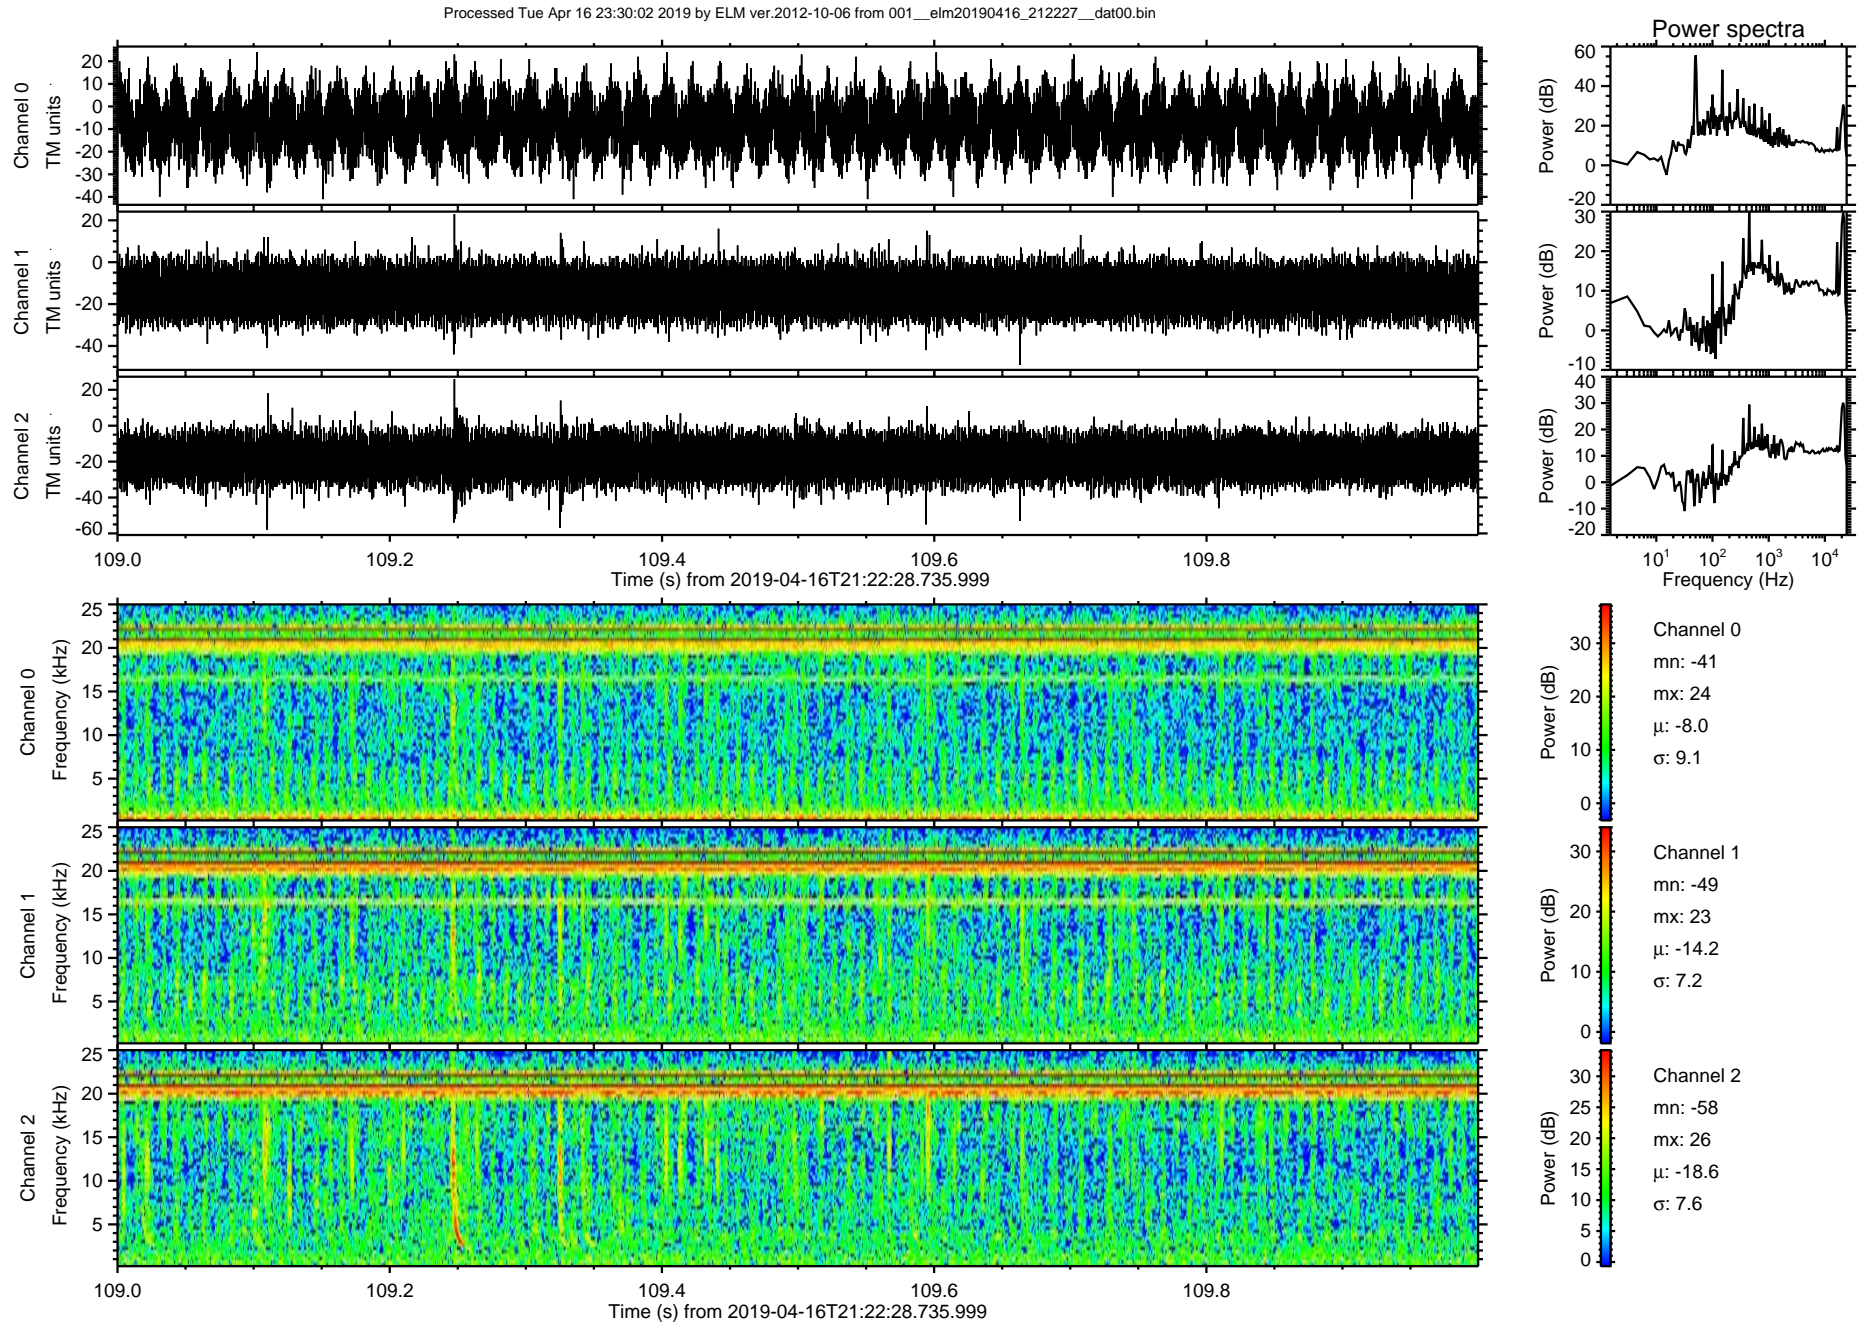 Processed Tue Apr 16 23:30:02 2019 by ELM ver.2012-10-06 from 001__elm20190416_212227__dat00.bin
Power spectra
Channel 0
TM units
20
10
0
-10
-20
-30
-40
Power (dB)
60
40
20
0
-20
Channel 1
TM units
20
0
-20
-40
Power (dB)
30
20
10
0
-10
Channel 2
TM units
20
0
-20
-40
-60
Power (dB)
40
30
20
10
0
-10
-20
109.0 109.2 109.4 109.6 109.8
Time (s) from 2019-04-16T21:22:28.735.999
10¹ 10² 10³ 10⁴
Frequency (Hz)
Channel 0
Frequency (kHz)
25
20
15
10
5
Power (dB)
30
20
10
0
Channel 0
mn: -41
mx: 24
μ: -8.0
σ: 9.1
Channel 1
Frequency (kHz)
25
20
15
10
5
Power (dB)
30
20
10
0
Channel 1
mn: -49
mx: 23
μ: -14.2
σ: 7.2
Channel 2
Frequency (kHz)
25
20
15
10
5
Power (dB)
30
25
20
15
10
5
0
Channel 2
mn: -58
mx: 26
μ: -18.6
σ: 7.6
109.0 109.2 109.4 109.6 109.8
Time (s) from 2019-04-16T21:22:28.735.999